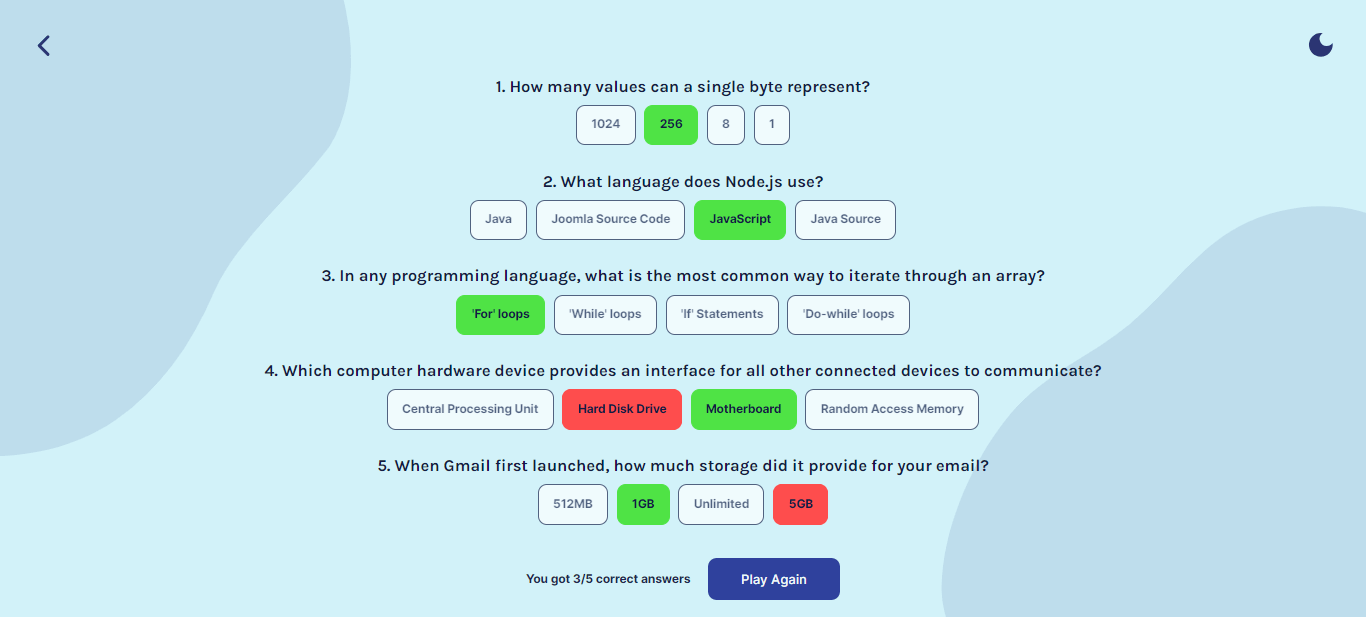 1. How many values can a single byte represent?
1024 256 8 1
2. What language does Node.js use?
Java Joomla Source Code JavaScript Java Source
3. In any programming language, what is the most common way to iterate through an array?
'For' loops 'While' loops 'If' Statements 'Do-while' loops
4. Which computer hardware device provides an interface for all other connected devices to communicate?
Central Processing Unit Hard Disk Drive Motherboard Random Access Memory
5. When Gmail first launched, how much storage did it provide for your email?
512MB 1GB Unlimited 5GB
You got 3/5 correct answers Play Again